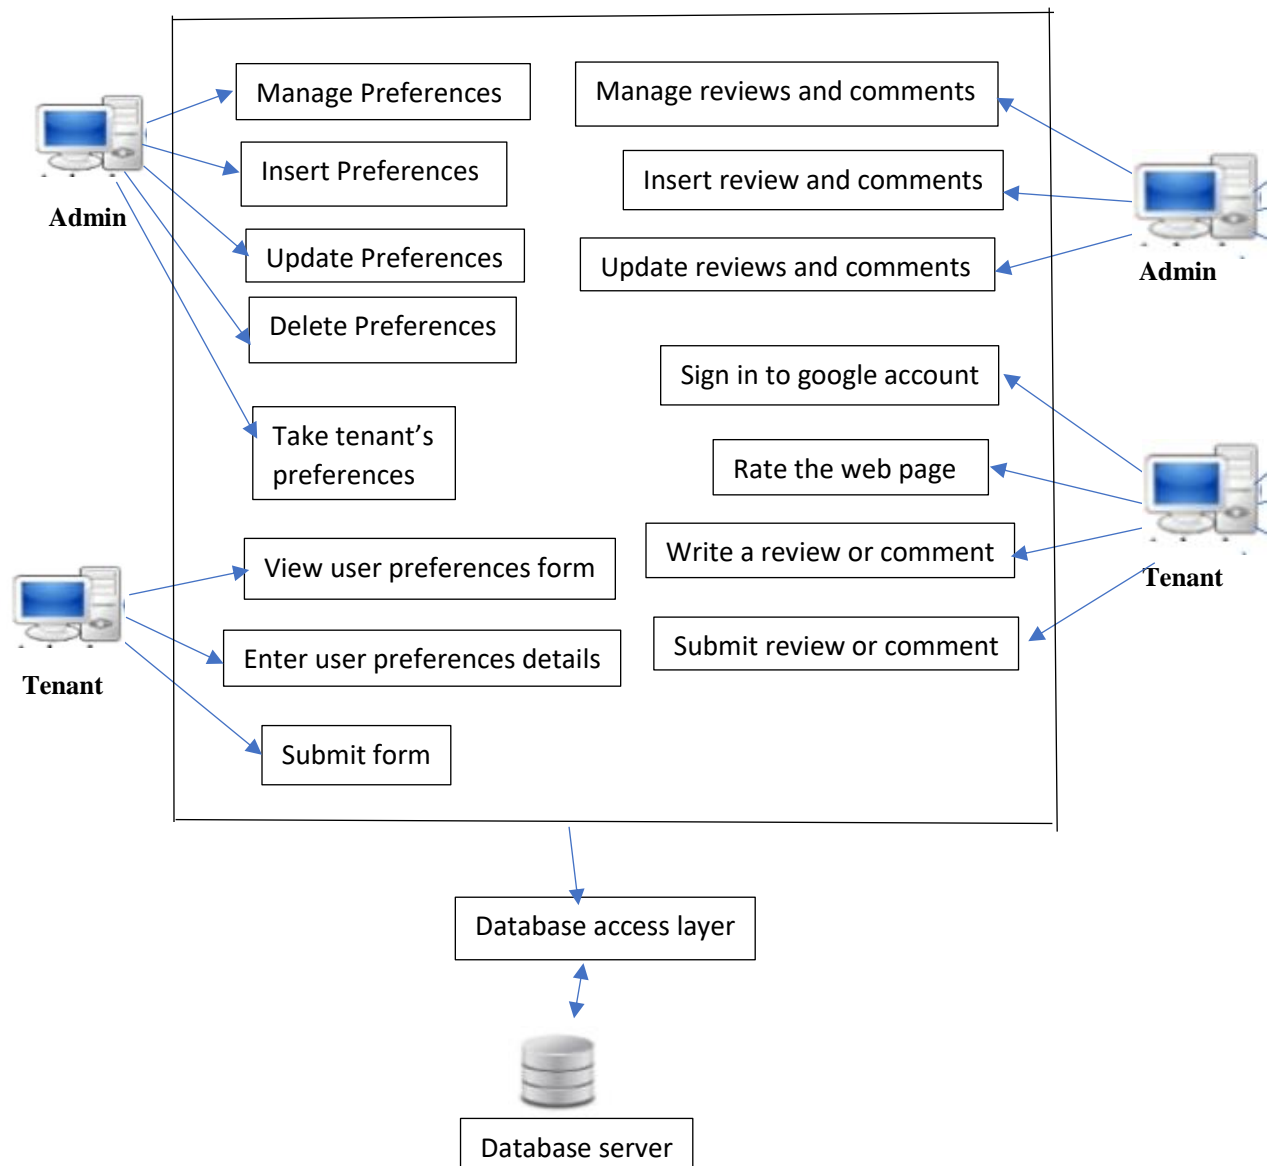 Manage Preferences
Insert Preferences
Admin
Update Preferences
Delete Preferences
Take tenant’s
preferences
View user preferences form
Enter user preferences details
Tenant
Submit form
Manage reviews and comments
Insert review and comments
Update reviews and comments
Admin
Sign in to google account
Rate the web page
Write a review or comment
Tenant
Submit review or comment
Database access layer
Database server